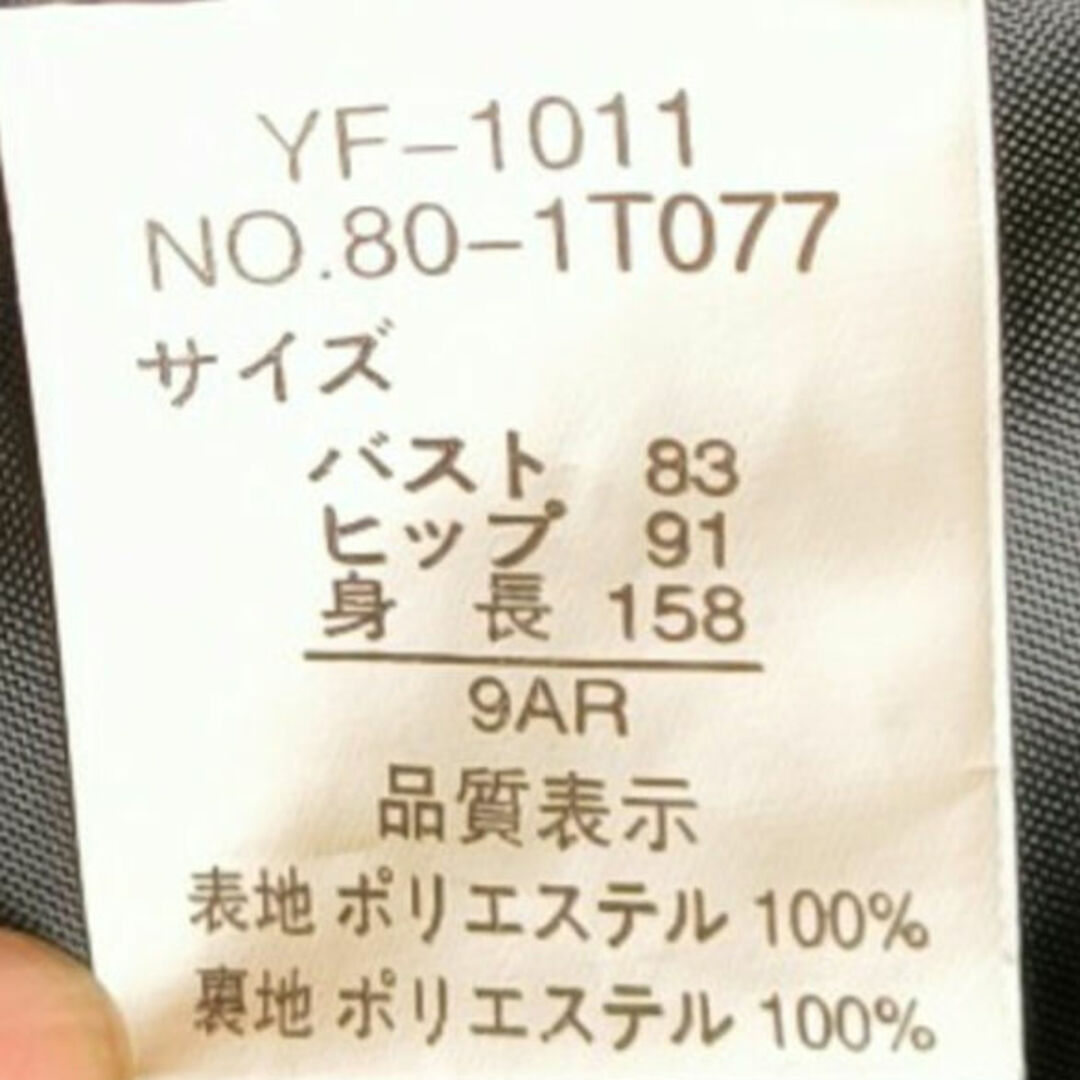 YF-1011
NO.80-1T077
サイズ
バスト 83
ヒップ 91
身長 158
9AR
品質表示
表地 ポリエステル 100%
裏地 ポリエステル 100%